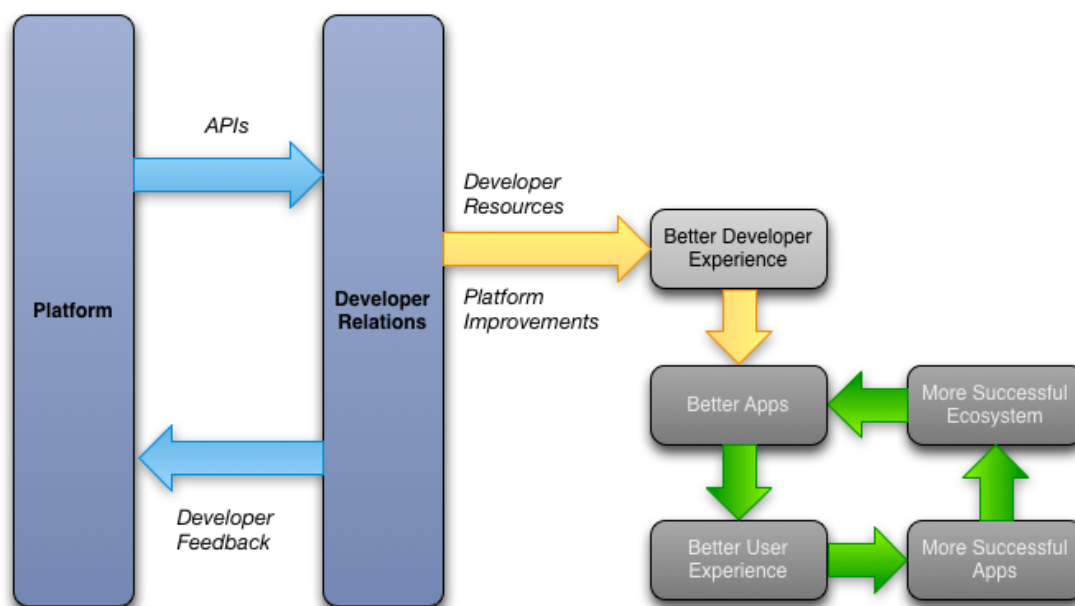 APIs
Developer
Resources
Better Developer
Experience
Platform
Developer
Relations
Platform
Improvements
Better Apps
More Successful
Ecosystem
Developer
Feedback
Better User
Experience
More Successful
Apps